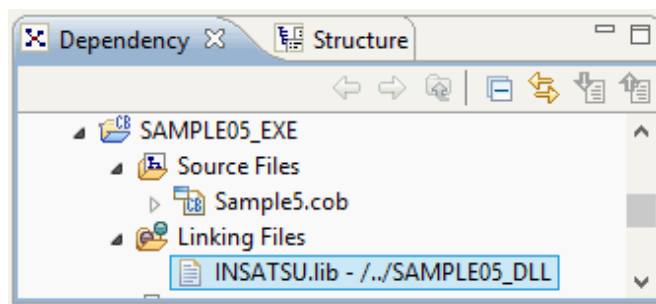 Dependency Structure
SAMPLE05_EXE
Source Files
Sample5.cob
Linking Files
INSATSU.lib - /../SAMPLE05_DLL